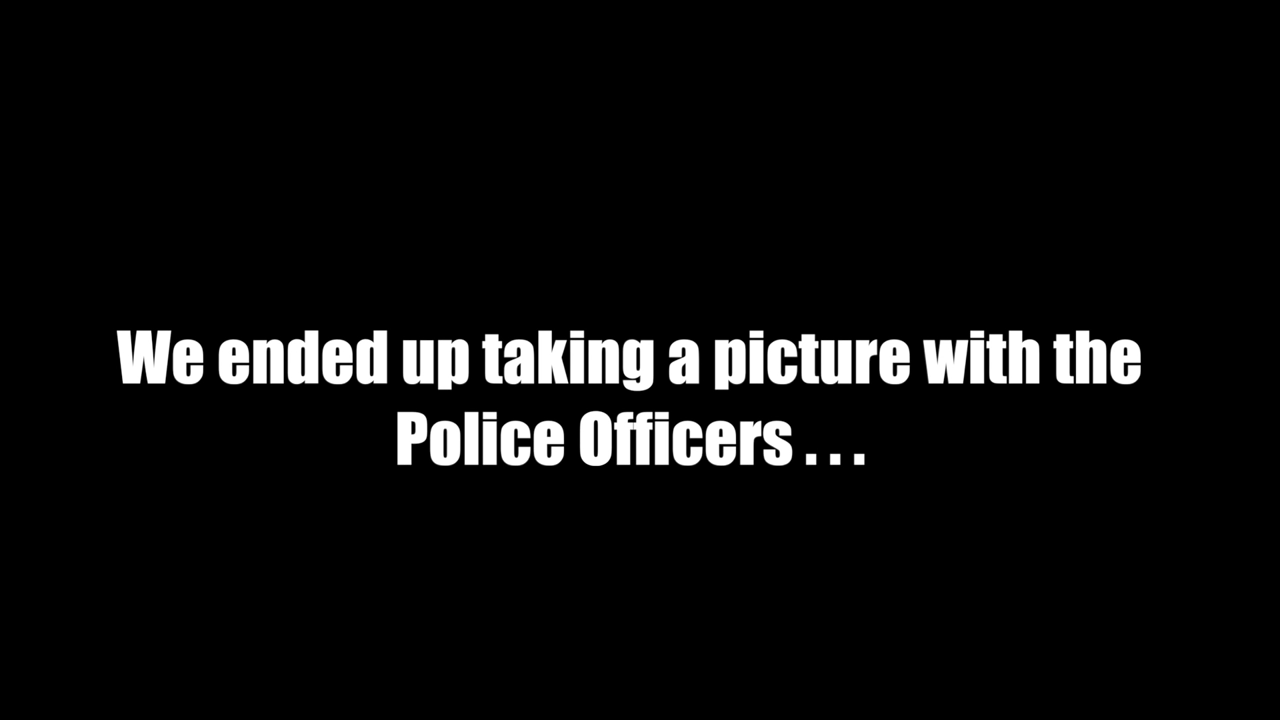 We ended up taking a picture with the
Police Officers . . .